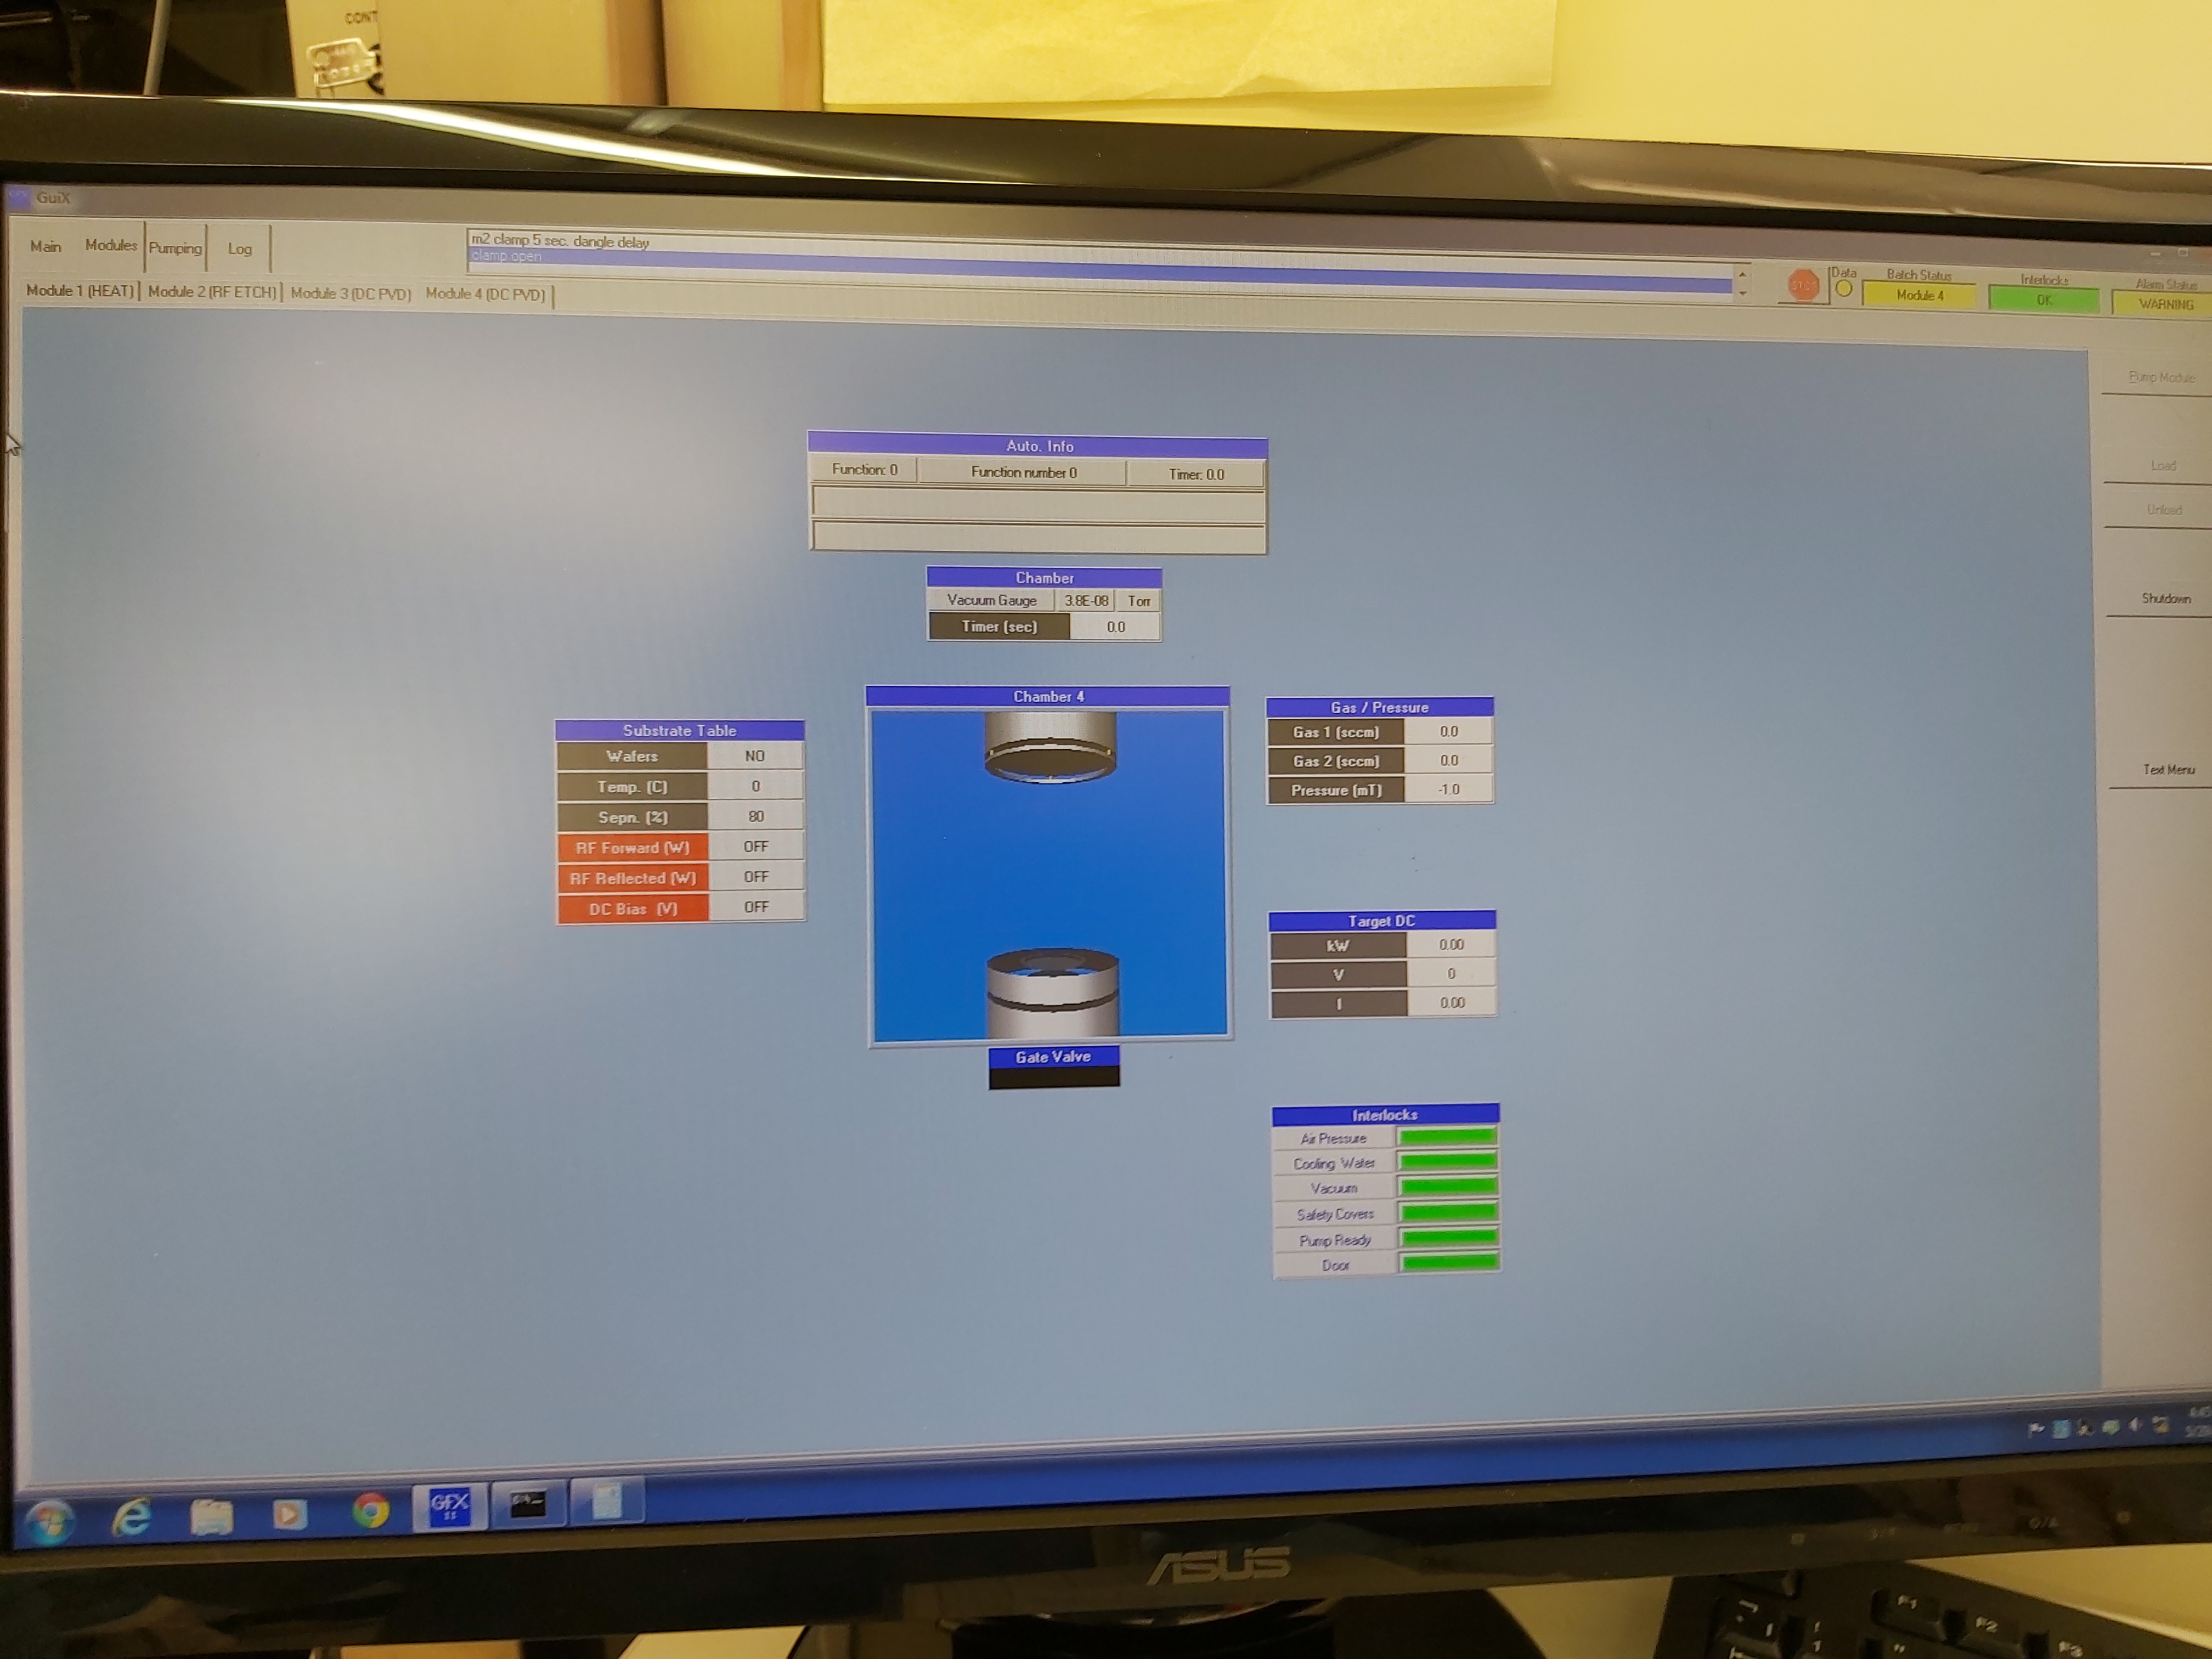 CONT
GuiX
Main Modules Pumping Log
m2 clamp 5 sec. dangle delay
clamp open
STOP
Data
Batch Status
Module 4
Interlocks
OK
Alarm Status
WARNING
Module 1 (HEAT) Module 2 (RF ETCH) Module 3 (DC PVD) Module 4 (DC PVD)
Pump Module
Load
Unload
Shutdown
Text Menu
Auto. Info
Function: 0 Function number 0 Timer: 0.0
Chamber
Vacuum Gauge 3.8E-08 Torr
Timer (sec) 0.0
Chamber 4
Substrate Table
Wafers NO
Temp. (C) 0
Sepn. (%) 80
RF Forward (W) OFF
RF Reflected (W) OFF
DC Bias (V) OFF
Gas / Pressure
Gas 1 (sccm) 0.0
Gas 2 (sccm) 0.0
Pressure (mT) -1.0
Target DC
kW 0.00
V 0
I 0.00
Gate Valve
Interlocks
Air Pressure
Cooling Water
Vacuum
Safety Covers
Pump Ready
Door
GFX
ASUS
F1
F2
F3